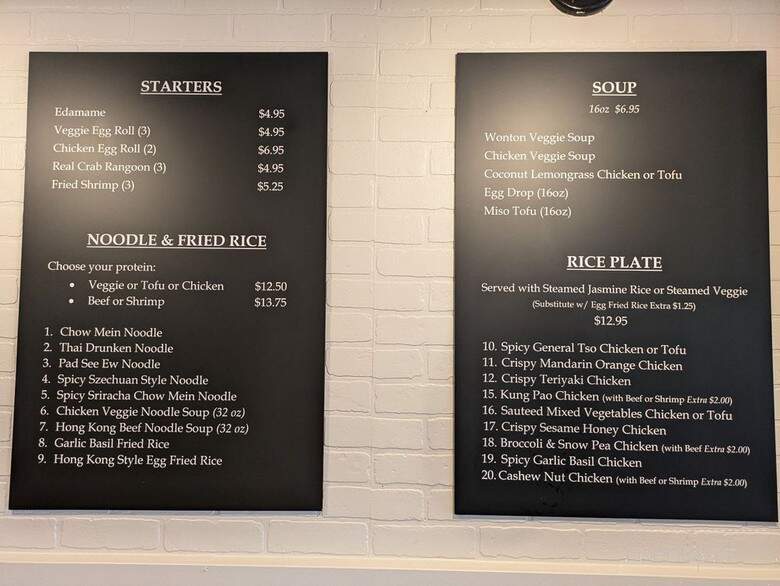 STARTERS
Edamame $4.95
Veggie Egg Roll (3) $4.95
Chicken Egg Roll (2) $6.95
Real Crab Rangoon (3) $4.95
Fried Shrimp (3) $5.25
NOODLE & FRIED RICE
Choose your protein:
• Veggie or Tofu or Chicken $12.50
• Beef or Shrimp $13.75
1. Chow Mein Noodle
2. Thai Drunken Noodle
3. Pad See Ew Noodle
4. Spicy Szechuan Style Noodle
5. Spicy Sriracha Chow Mein Noodle
6. Chicken Veggie Noodle Soup (32 oz)
7. Hong Kong Beef Noodle Soup (32 oz)
8. Garlic Basil Fried Rice
9. Hong Kong Style Egg Fried Rice
SOUP
16oz $6.95
Wonton Veggie Soup
Chicken Veggie Soup
Coconut Lemongrass Chicken or Tofu
Egg Drop (16oz)
Miso Tofu (16oz)
RICE PLATE
Served with Steamed Jasmine Rice or Steamed Veggie
(Substitute w/ Egg Fried Rice Extra $1.25)
$12.95
10. Spicy General Tso Chicken or Tofu
11. Crispy Mandarin Orange Chicken
12. Crispy Teriyaki Chicken
15. Kung Pao Chicken (with Beef or Shrimp Extra $2.00)
16. Sauteed Mixed Vegetables Chicken or Tofu
17. Crispy Sesame Honey Chicken
18. Broccoli & Snow Pea Chicken (with Beef Extra $2.00)
19. Spicy Garlic Basil Chicken
20. Cashew Nut Chicken (with Beef or Shrimp Extra $2.00)